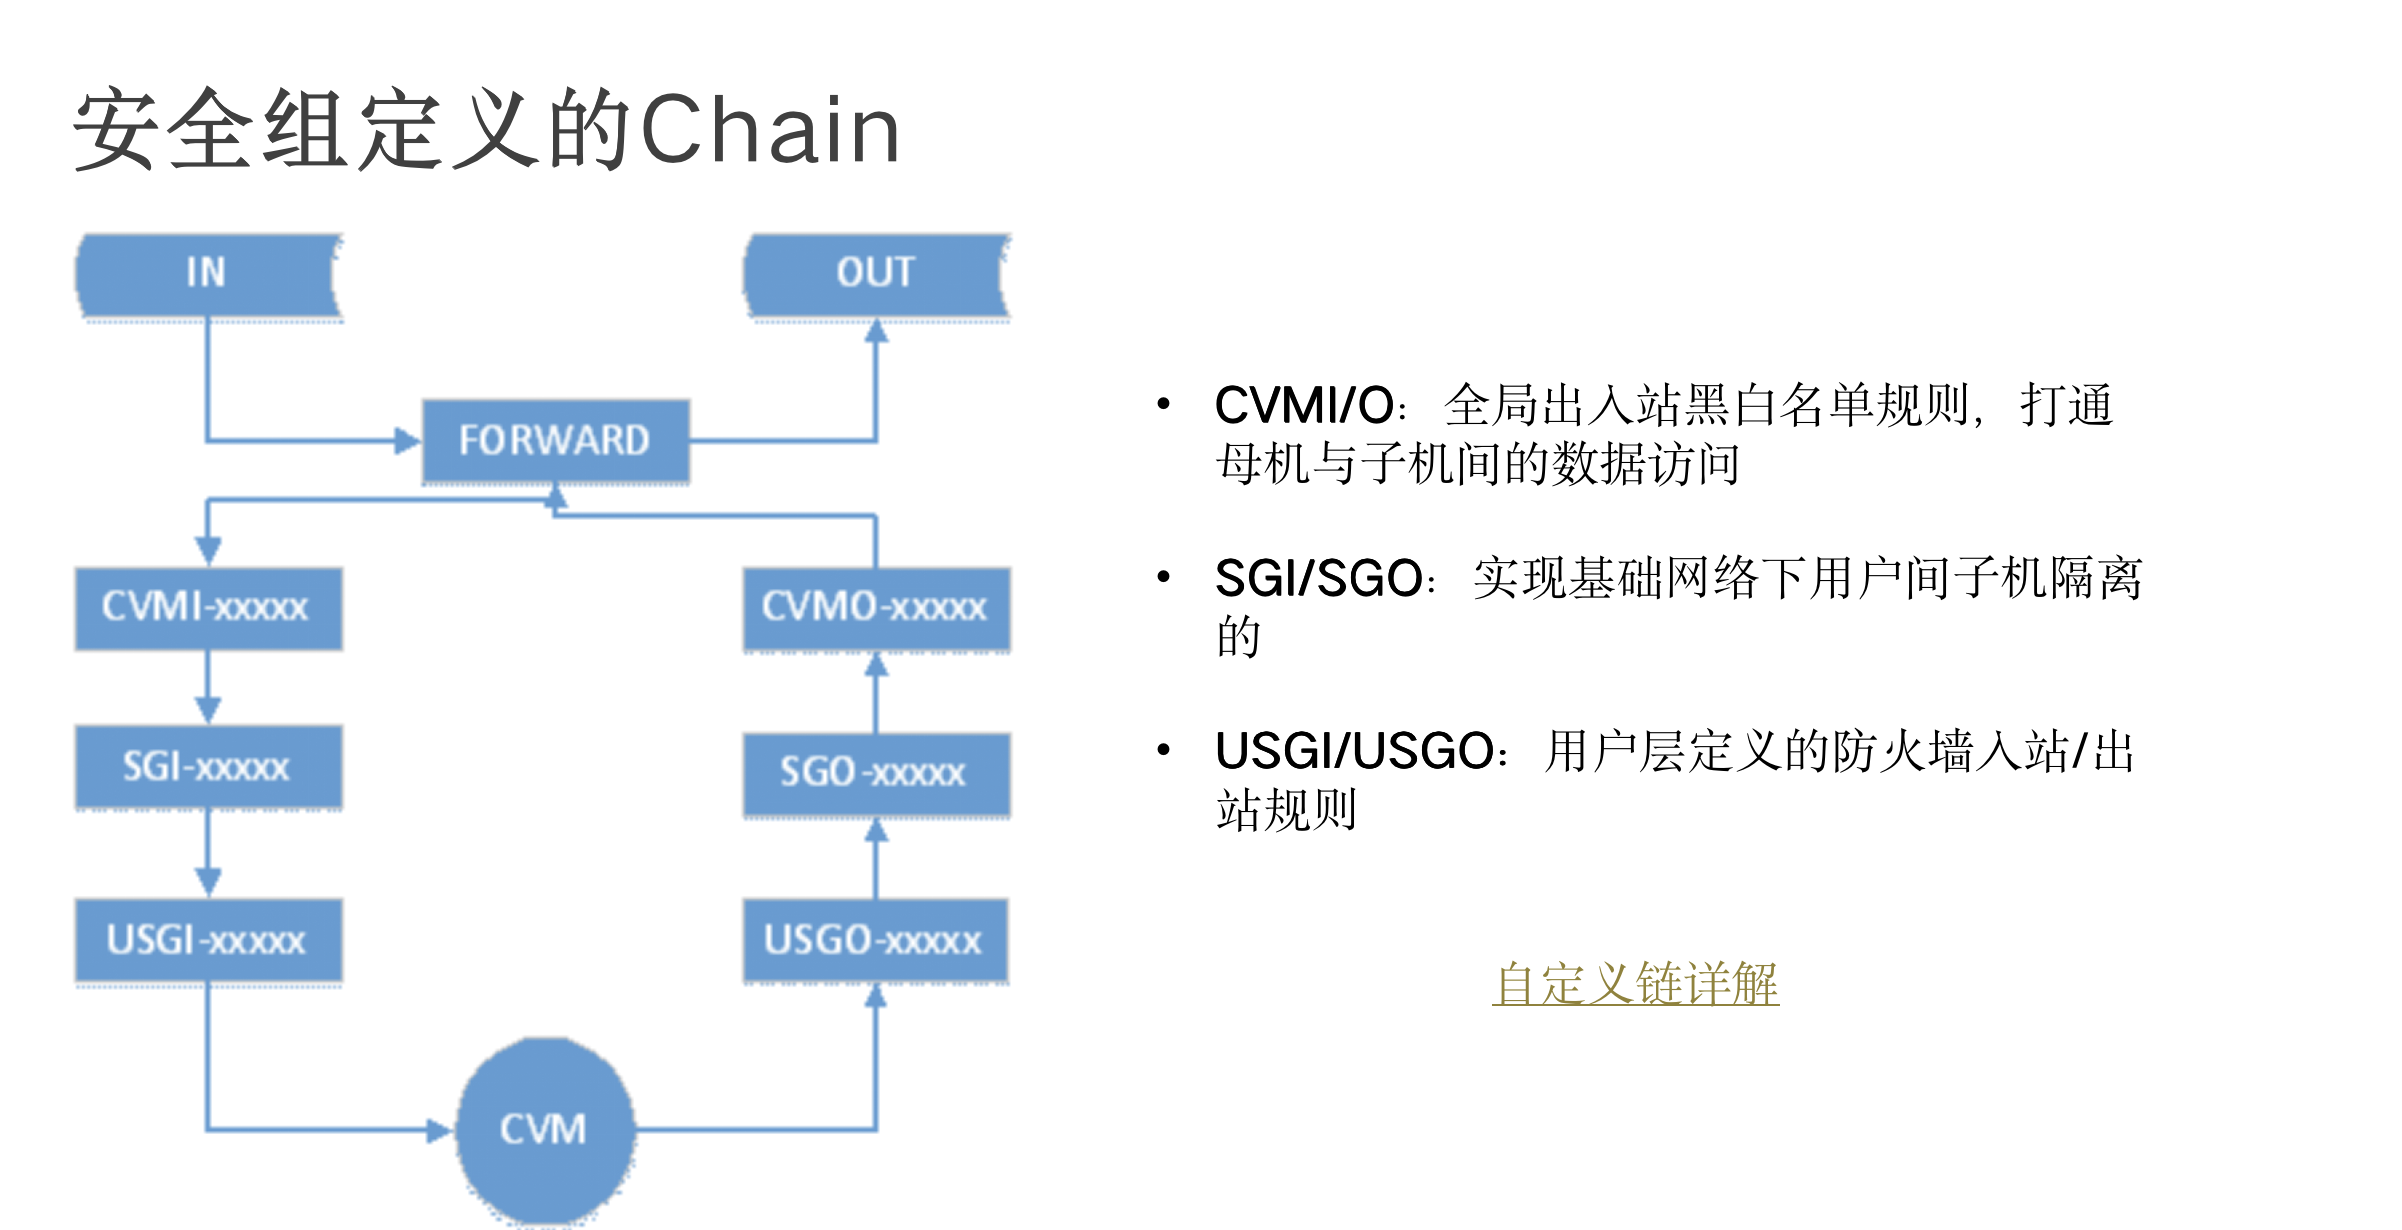 安全组定义的Chain
IN
OUT
FORWARD
CVMI-xxxxx
CVMO-xxxxx
SGI-xxxxx
SGO-xxxxx
USGI-xxxxx
USGO-xxxxx
CVM
• CVMI/O：全局出入站黑白名单规则，打通
母机与子机间的数据访问
• SGI/SGO：实现基础网络下用户间子机隔离
的
• USGI/USGO：用户层定义的防火墙入站/出
站规则
自定义链详解